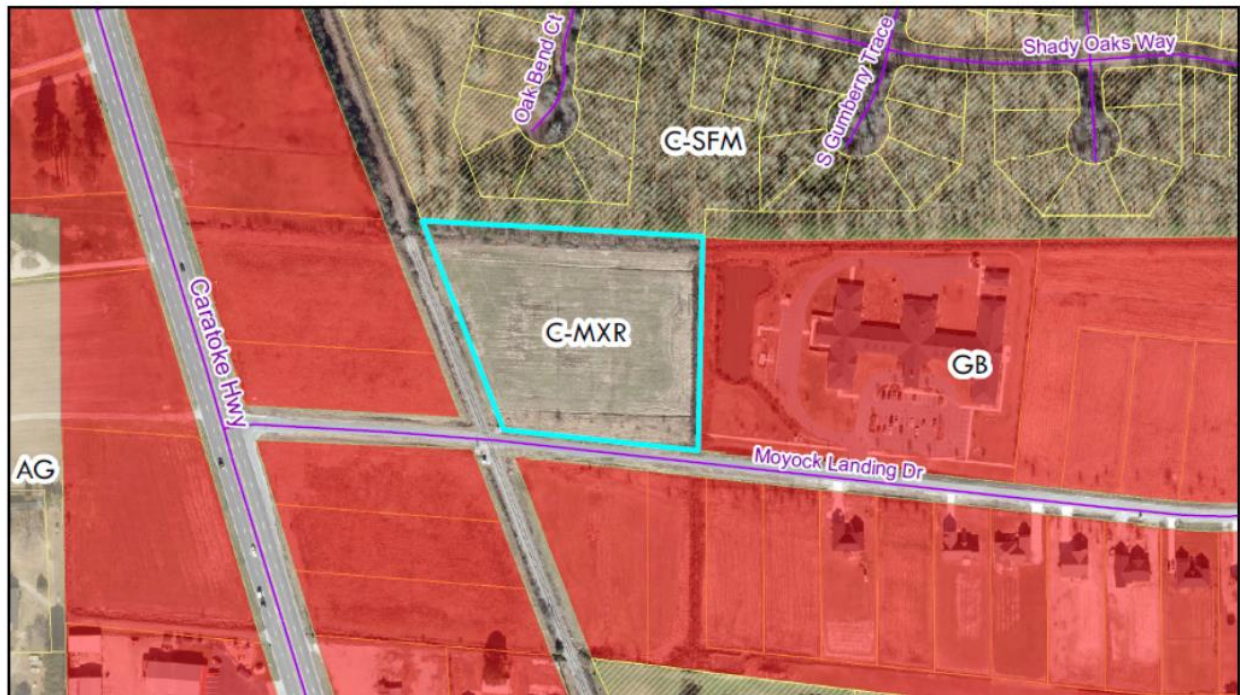 Oak Bend Ct
S Gumberry Trace
Shady Oaks Way
C-SFM
Caratoke Hwy
C-MXR
GB
AG
Moyock Landing Dr